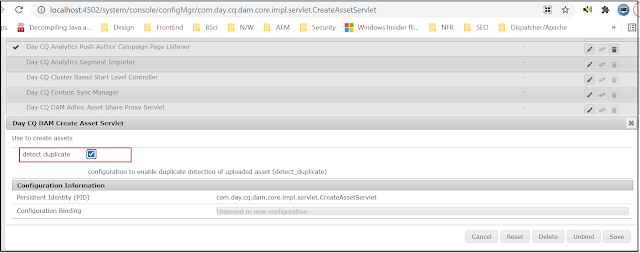 localhost:4502/system/console/configMgr/com.day.cq.dam.core.impl.servlet.CreateAssetServlet
Decompiling Java v... Design FrontEnd BSci N/W AEM Security Windows Insider fli... NFR SEO Dispatcher/Apache
Day CQ Analytics Push Author Campaign Page Listener -
Day CQ Analytics Segment Importer -
Day CQ Cluster Based Start Level Controller -
Day CQ Content Sync Manager -
Day CQ DAM Adhoc Asset Share Proxy Servlet -
Day CQ DAM Create Asset Servlet
Use to create assets
detect duplicate
configuration to enable duplicate detection of uploaded asset (detect_duplicate)
Configuration Information
Persistent Identity (PID) com.day.cq.dam.core.impl.servlet.CreateAssetServlet
Configuration Binding Unbound or new configuration
Cancel Reset Delete Unbind Save